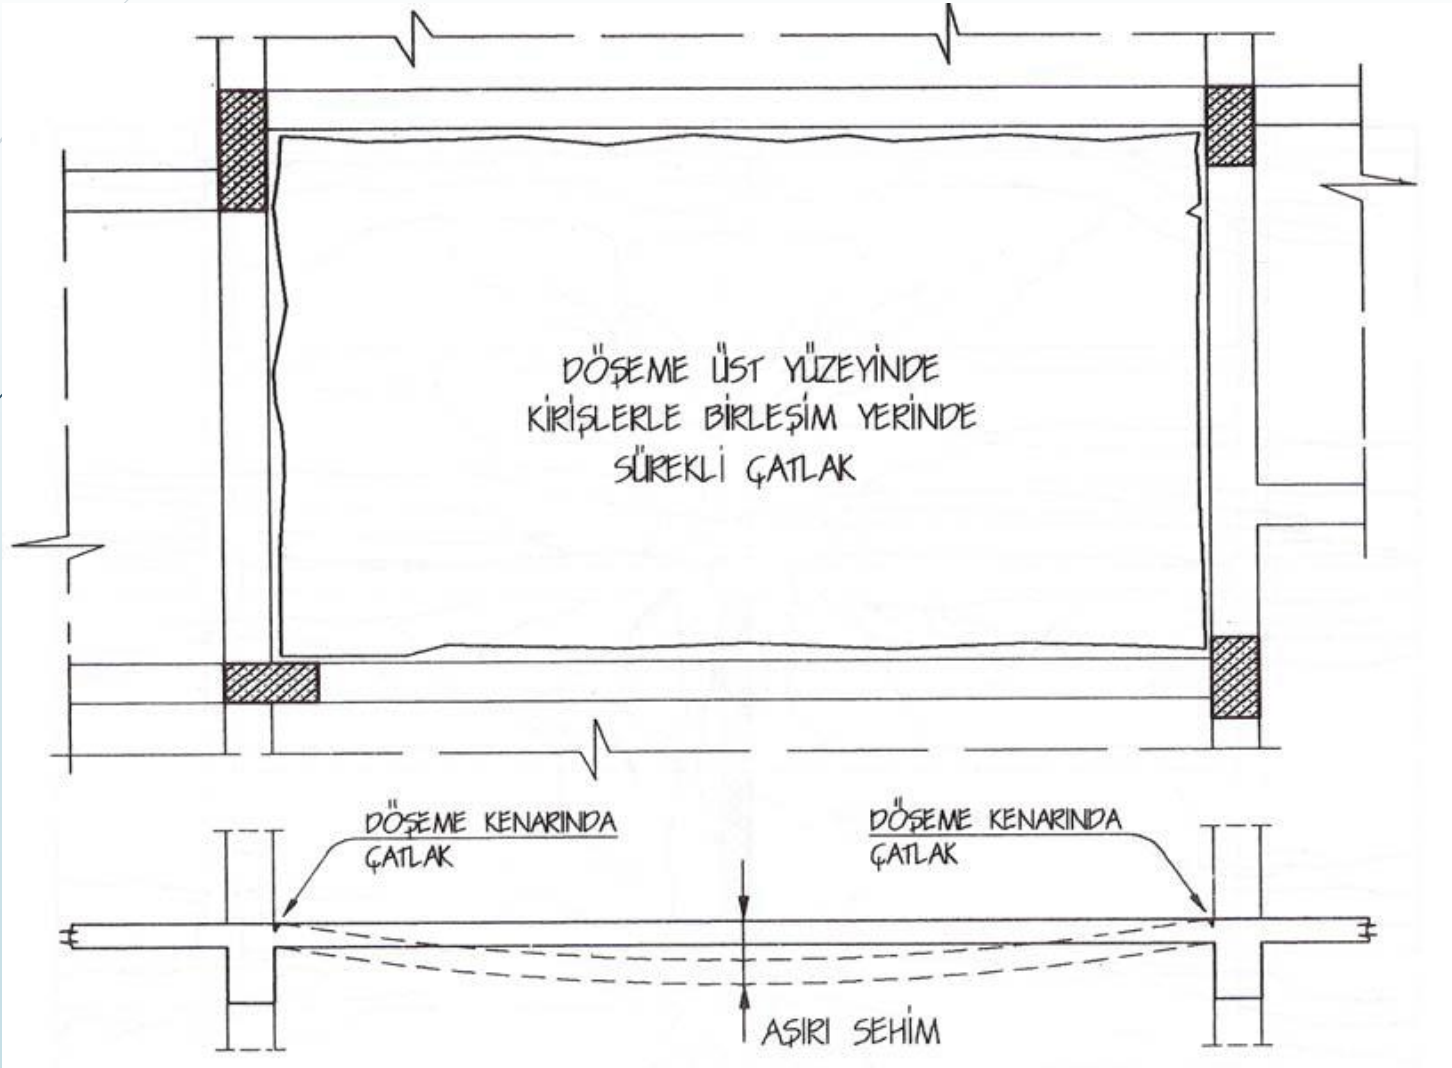 DÖŞEME ÜST YÜZEYİNDE
KİRİŞLERLE BİRLEŞİM YERİNDE
SÜREKLİ ÇATLAK
DÖŞEME KENARINDA
ÇATLAK
DÖŞEME KENARINDA
ÇATLAK
AŞIRI SEHİM